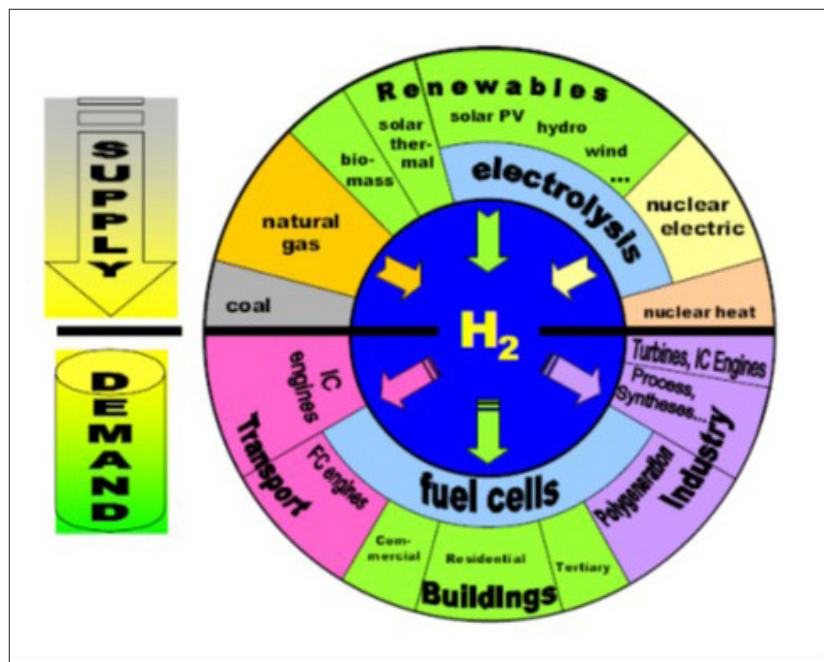 SUPPLY
DEMAND
Renewables
solar PV
hydro
wind
...
solar
ther-
mal
bio-
mass
natural
gas
coal
electrolysis
nuclear
electric
nuclear heat
H2
IC
engines
Transport
FC engines
fuel cells
Com-
mercial
Residential
Tertiary
Buildings
Turbines, IC Engines
Process,
Syntheses...
Polygeneration
Industry